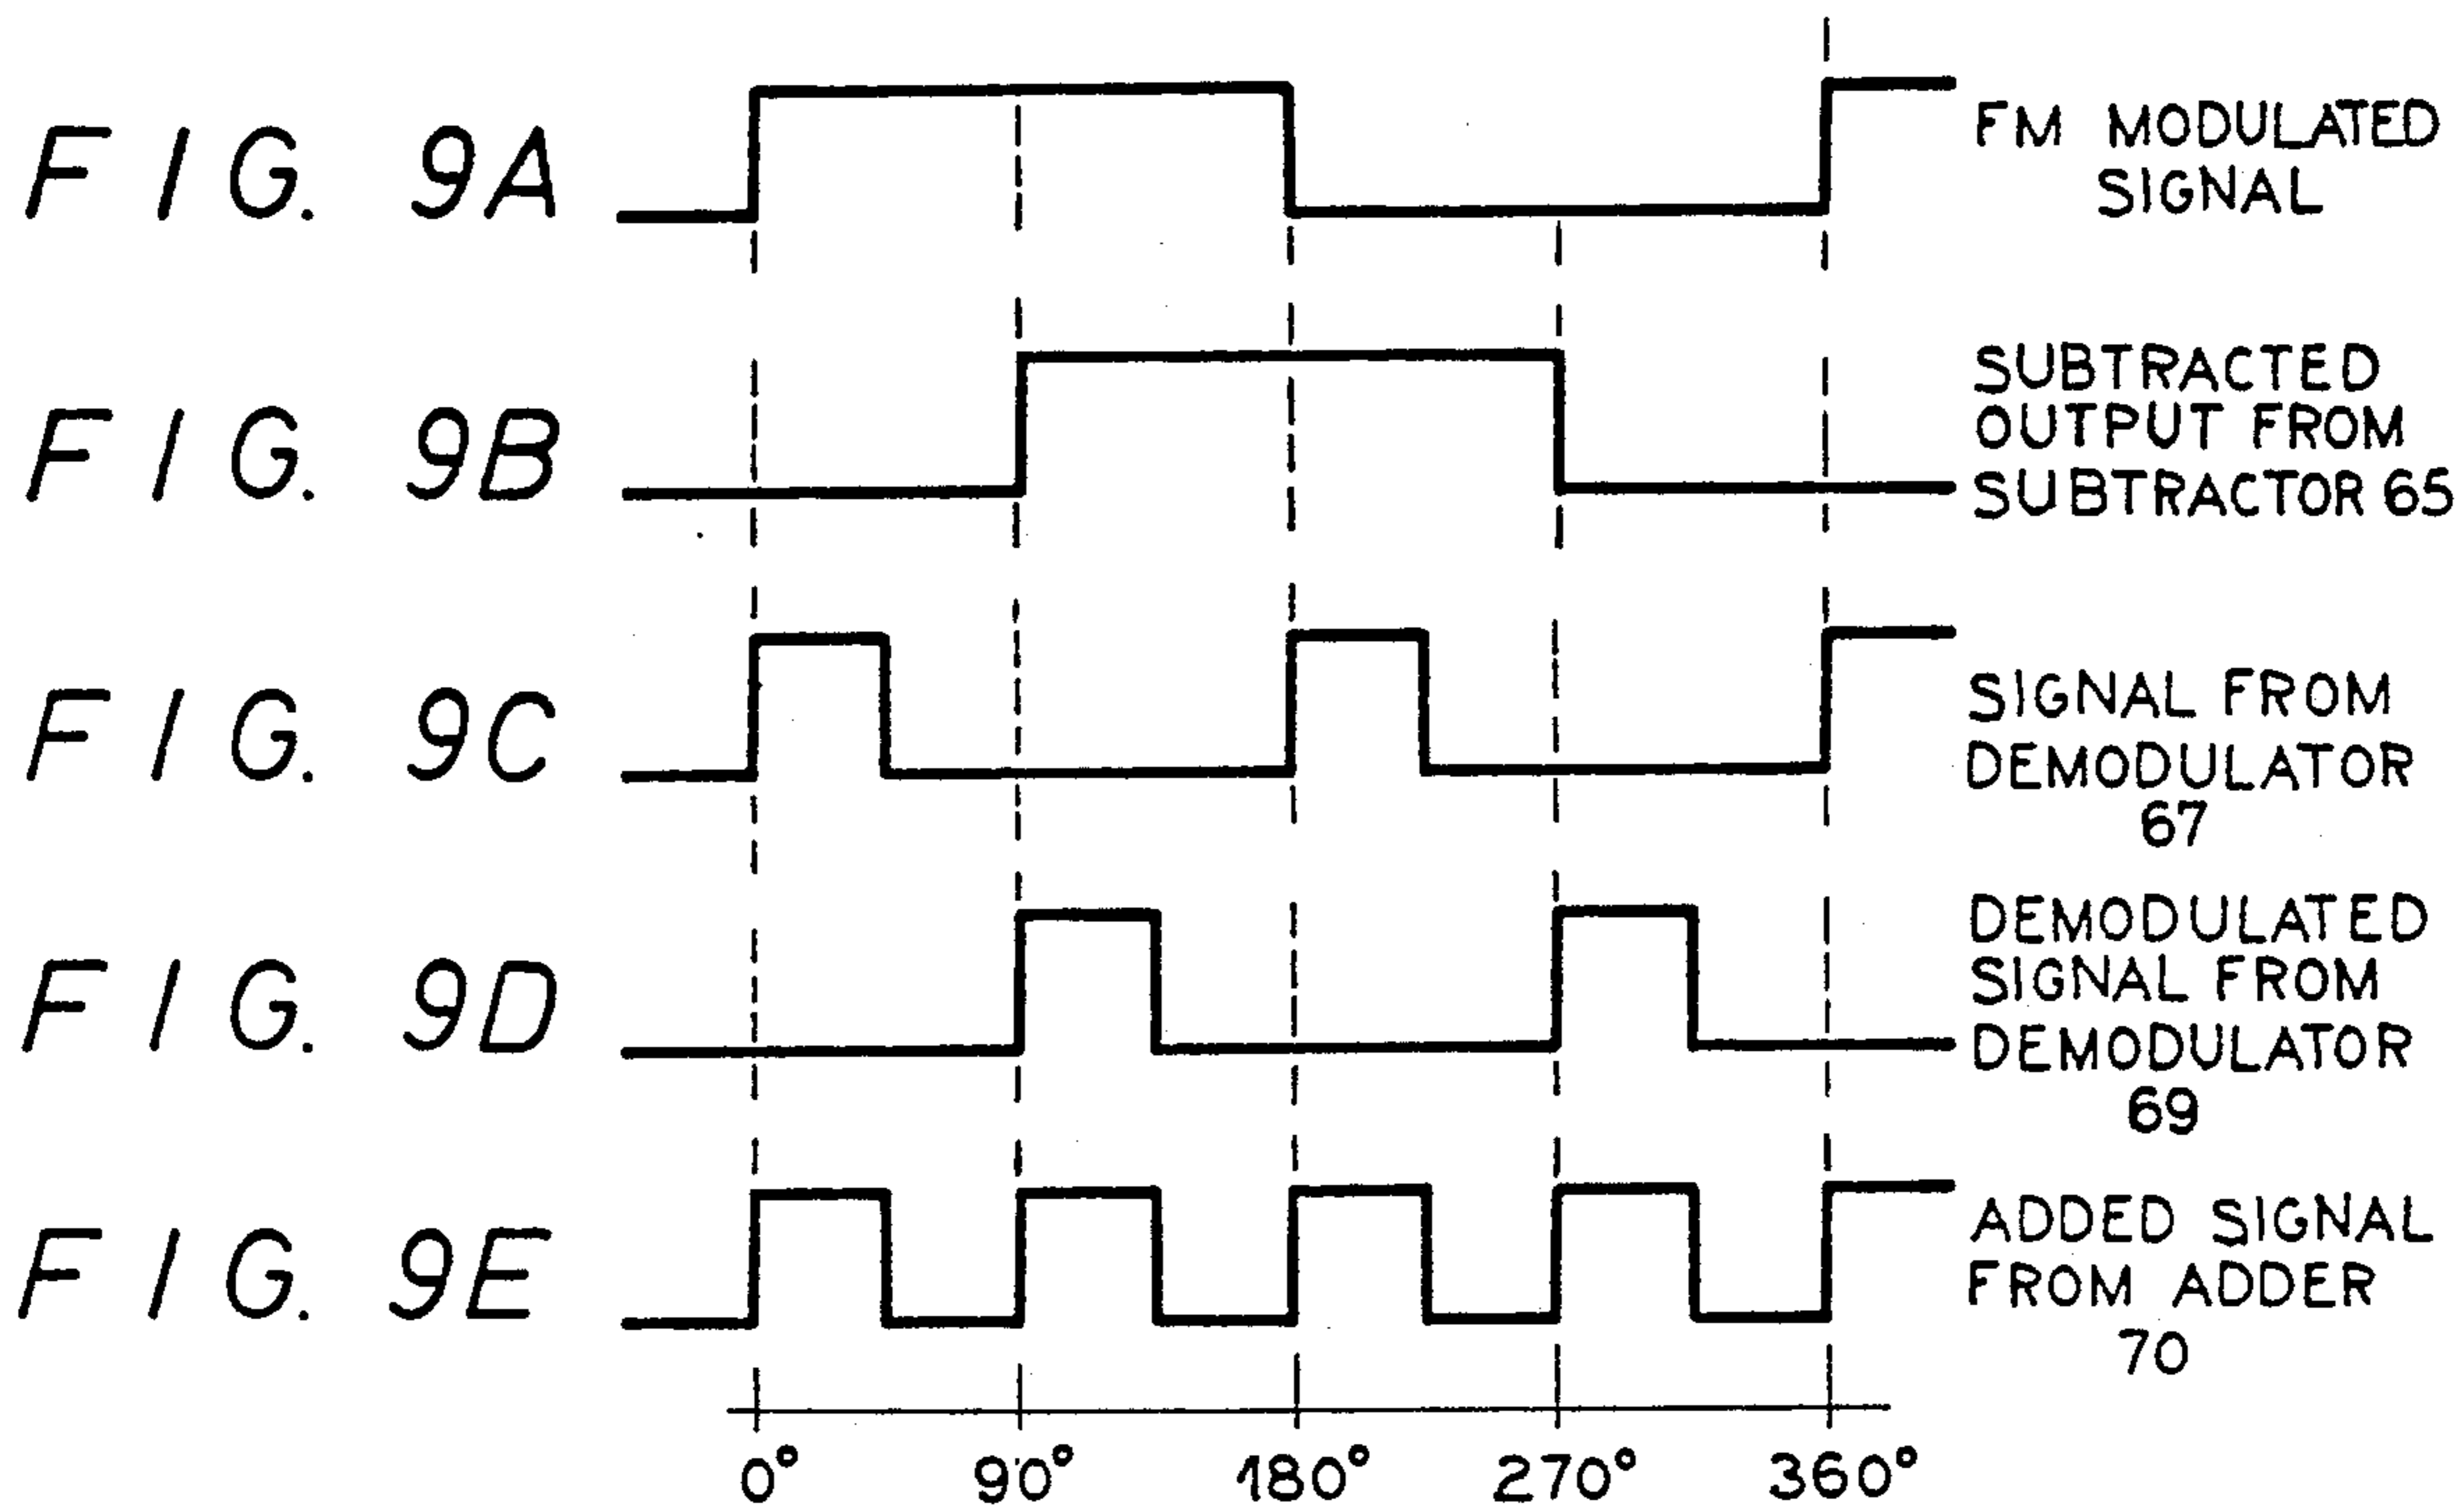 FIG. 9A
FM MODULATED
SIGNAL
FIG. 9B
SUBTRACTED
OUTPUT FROM
SUBTRACTOR 65
FIG. 9C
SIGNAL FROM
DEMODULATOR
67
FIG. 9D
DEMODULATED
SIGNAL FROM
DEMODULATOR
69
FIG. 9E
ADDED SIGNAL
FROM ADDER
70
0° 90° 180° 270° 360°